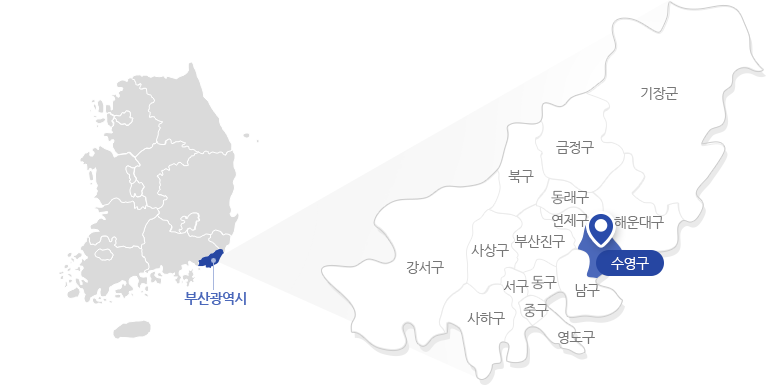 기장군
금정구
북구
동래구
연제구
해운대구
부산진구
사상구
수영구
강서구
동구
서구
남구
부산광역시
중구
사하구
영도구